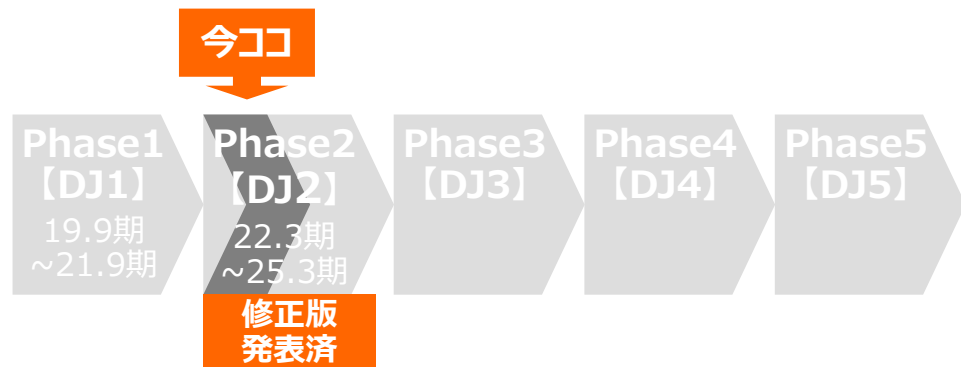 今ココ
Phase1
【DJ1】
19.9期
~21.9期
Phase2
【DJ2】
22.3期
~25.3期
修正版
発表済
Phase3
【DJ3】
Phase4
【DJ4】
Phase5
【DJ5】